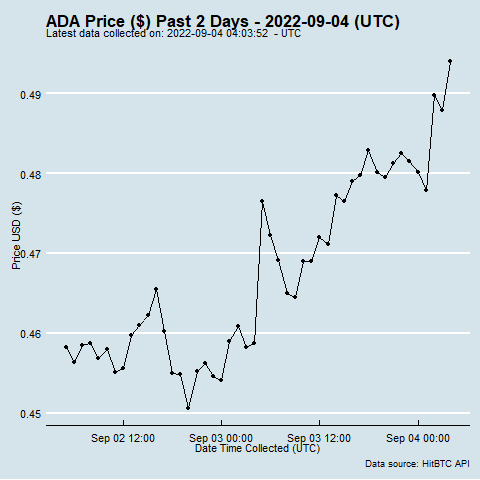 ADA Price ($) Past 2 Days - 2022-09-04 (UTC)
Latest data collected on: 2022-09-04 04:03:52 - UTC
Price USD ($)
0.49
0.48
0.47
0.46
0.45
Sep 02 12:00 Sep 03 00:00 Sep 03 12:00 Sep 04 00:00
Date Time Collected (UTC)
Data source: HitBTC API